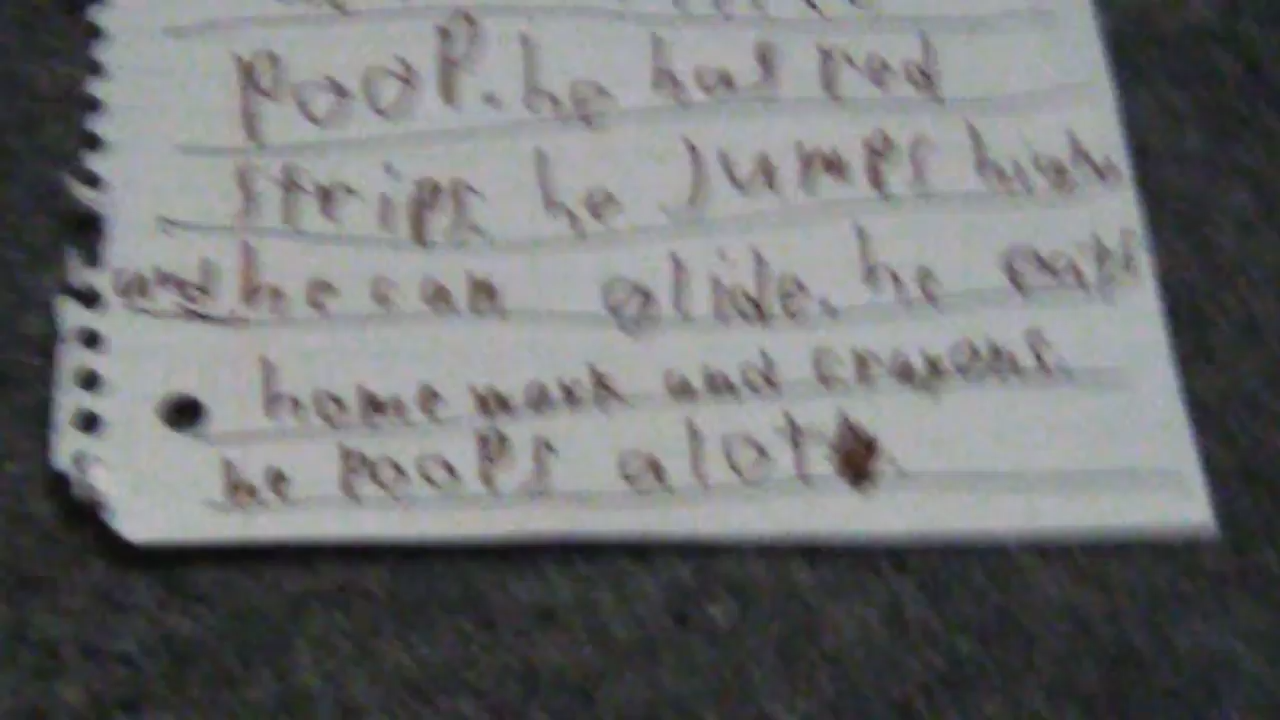 poop. he has red
strips he Jumps high
and he can glide. he eats
home work and crayons.
he poops alot